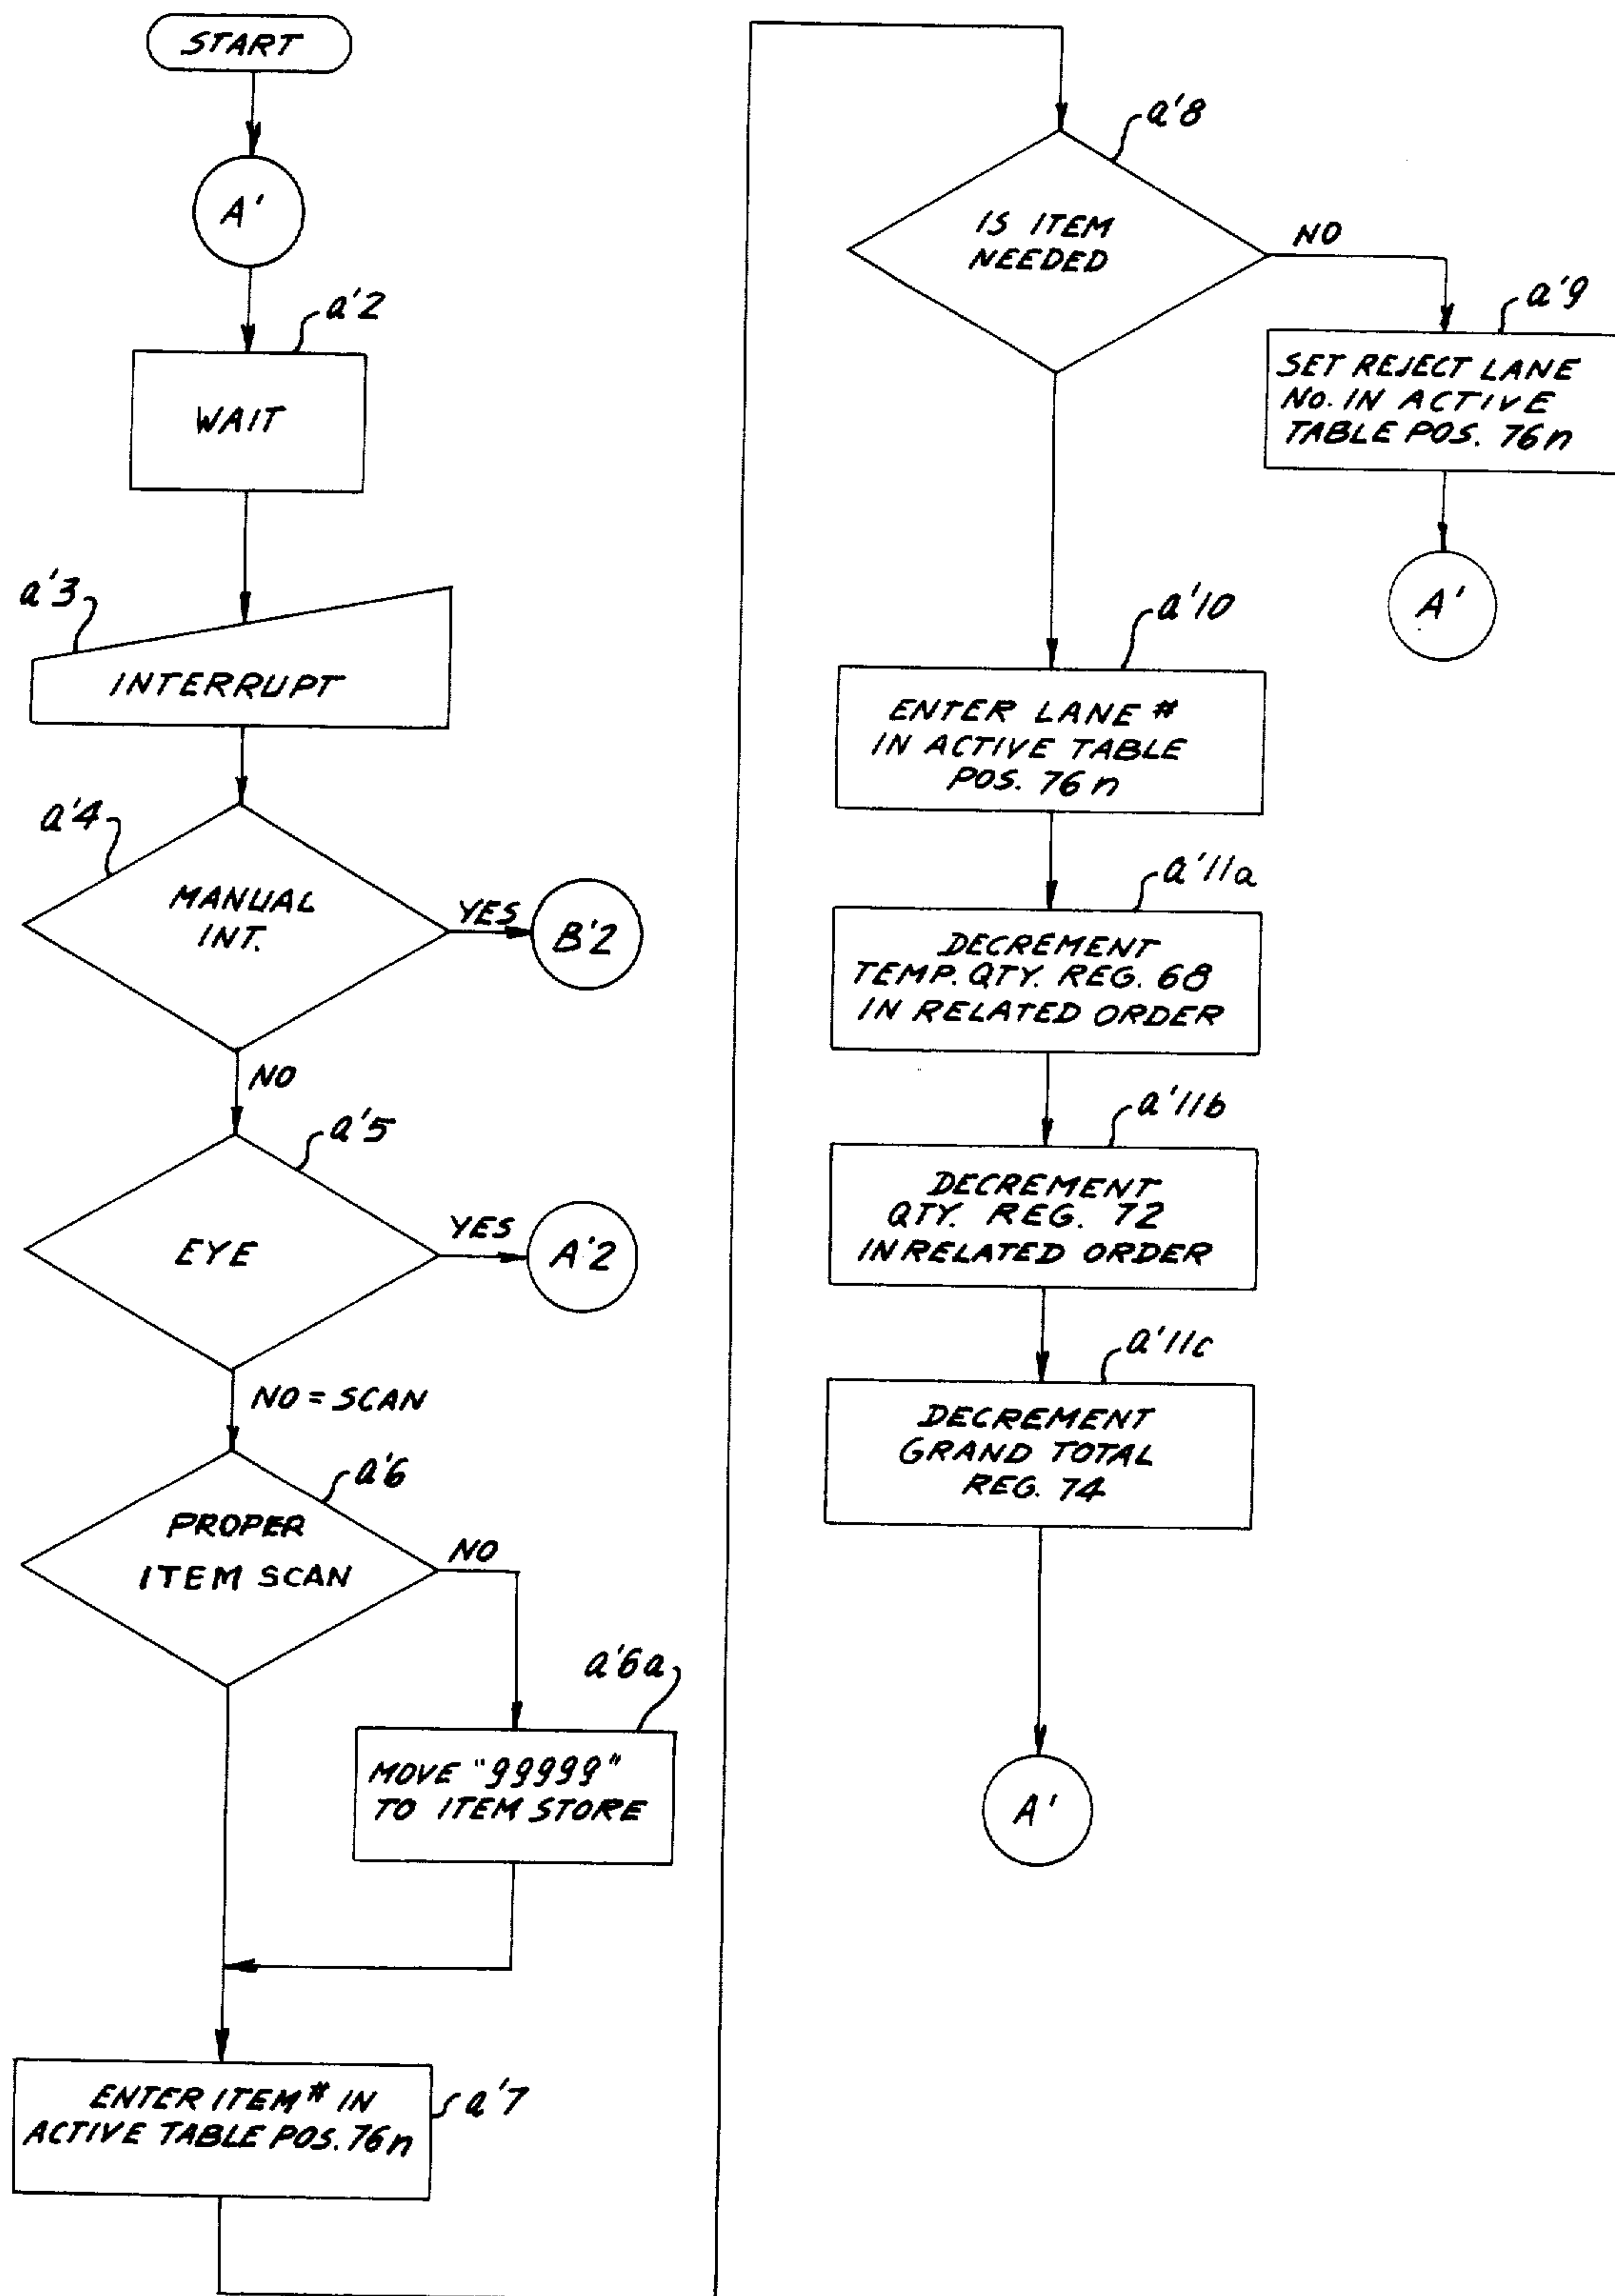 START
A'
a'2
WAIT
a'3
INTERRUPT
a'4
MANUAL
INT.
YES
B'2
NO
a'5
EYE
YES
A'2
NO = SCAN
a'6
PROPER
ITEM SCAN
NO
a'6a
MOVE "99999"
TO ITEM STORE
ENTER ITEM # IN
ACTIVE TABLE POS. 76n
a'7
a'8
IS ITEM
NEEDED
NO
a'9
SET REJECT LANE
No. IN ACTIVE
TABLE POS. 76n
A'
a'10
ENTER LANE #
IN ACTIVE TABLE
POS. 76n
a'11a
DECREMENT
TEMP. QTY. REG. 68
IN RELATED ORDER
a'11b
DECREMENT
QTY. REG. 72
IN RELATED ORDER
a'11c
DECREMENT
GRAND TOTAL
REG. 74
A'